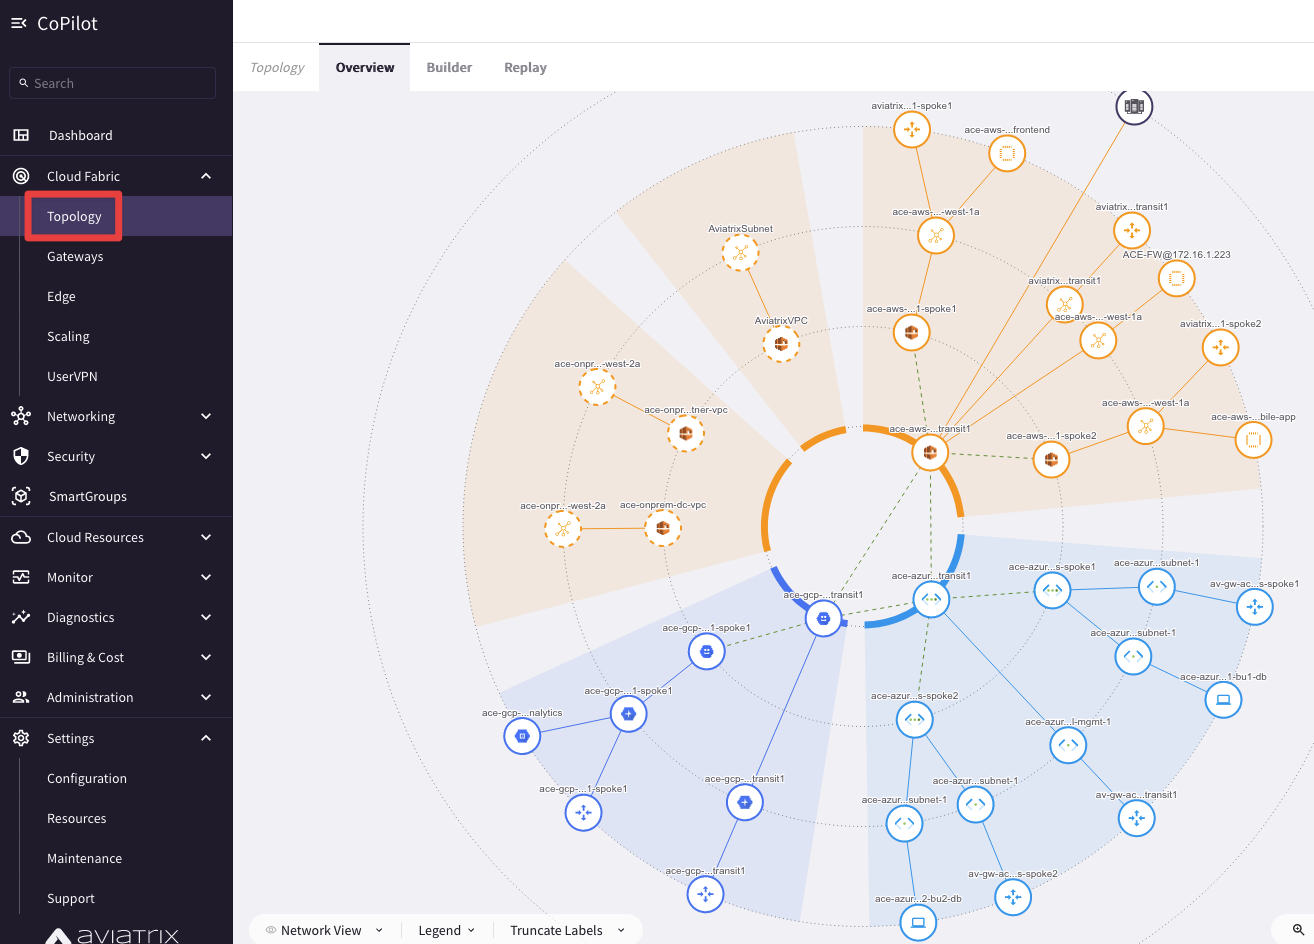 CoPilot
Search
Dashboard
Cloud Fabric
Topology
Gateways
Edge
Scaling
UserVPN
Networking
Security
SmartGroups
Cloud Resources
Monitor
Diagnostics
Billing & Cost
Administration
Settings
Configuration
Resources
Maintenance
Support
aviatrix
Topology
Overview
Builder
Replay
aviatrix...1-spoke1
ace-aws-...frontend
ace-aws-...-west-1a
aviatrix...transit1
AviatrixSubnet
ACE-FW@172.16.1.223
aviatrix...transit1
ace-aws-...1-spoke1
ace-aws-...-west-1a
AviatrixVPC
aviatrix...1-spoke2
ace-onpr...-west-2a
ace-onpr...tner-vpc
ace-aws-...-west-1a
ace-aws-...bile-app
ace-aws-...transit1
ace-aws-...1-spoke2
ace-onpr...-west-2a
ace-onprem-dc-vpc
ace-azur...transit1
ace-azur...s-spoke1
ace-azur...subnet-1
av-gw-ac...s-spoke1
ace-gcp-...transit1
ace-gcp-...1-spoke1
ace-azur...subnet-1
ace-azur...1-bu1-db
ace-gcp-...1-spoke1
ace-azur...s-spoke2
ace-gcp-...nalytics
ace-azur...l-mgmt-1
ace-gcp-...transit1
ace-azur...subnet-1
ace-gcp-...1-spoke1
av-gw-ac...transit1
ace-azur...subnet-1
ace-gcp-...transit1
av-gw-ac...s-spoke2
ace-azur...2-bu2-db
Network View
Legend
Truncate Labels